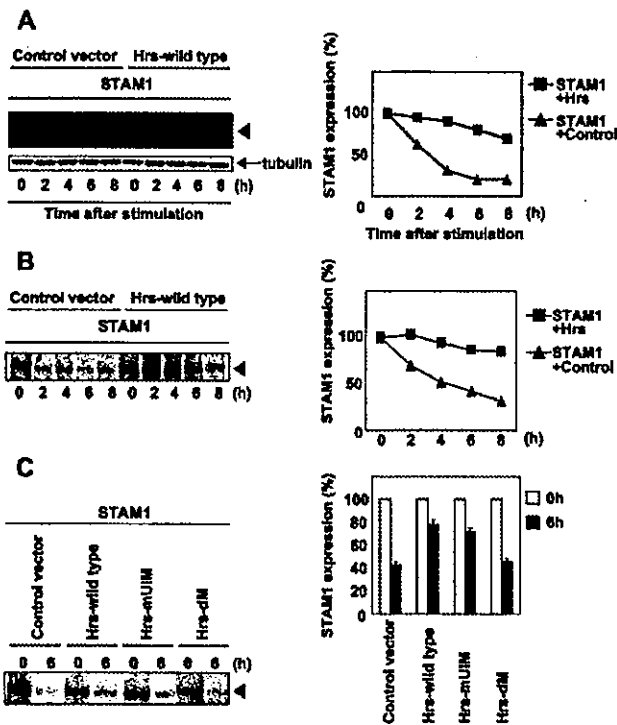 A
Control vector Hrs-wild type
STAM1
tubulin
0 2 4 6 8 0 2 4 6 8 (h)
Time after stimulation
STAM1 expression (%)
100
50
0
0 2 4 6 8 (h)
Time after stimulation
STAM1
+Hrs
STAM1
+Control
B
Control vector Hrs-wild type
STAM1
0 2 4 6 8 0 2 4 6 8 (h)
STAM1 expression (%)
100
50
0
0 2 4 6 8 (h)
STAM1
+Hrs
STAM1
+Control
C
STAM1
Control vector
Hrs-wild type
Hrs-mUIM
Hrs-dM
0 6 0 6 0 6 0 6 (h)
STAM1 expression (%)
100
80
60
40
20
0
0h
6h
Control vector
Hrs-wild type
Hrs-mUIM
Hrs-dM